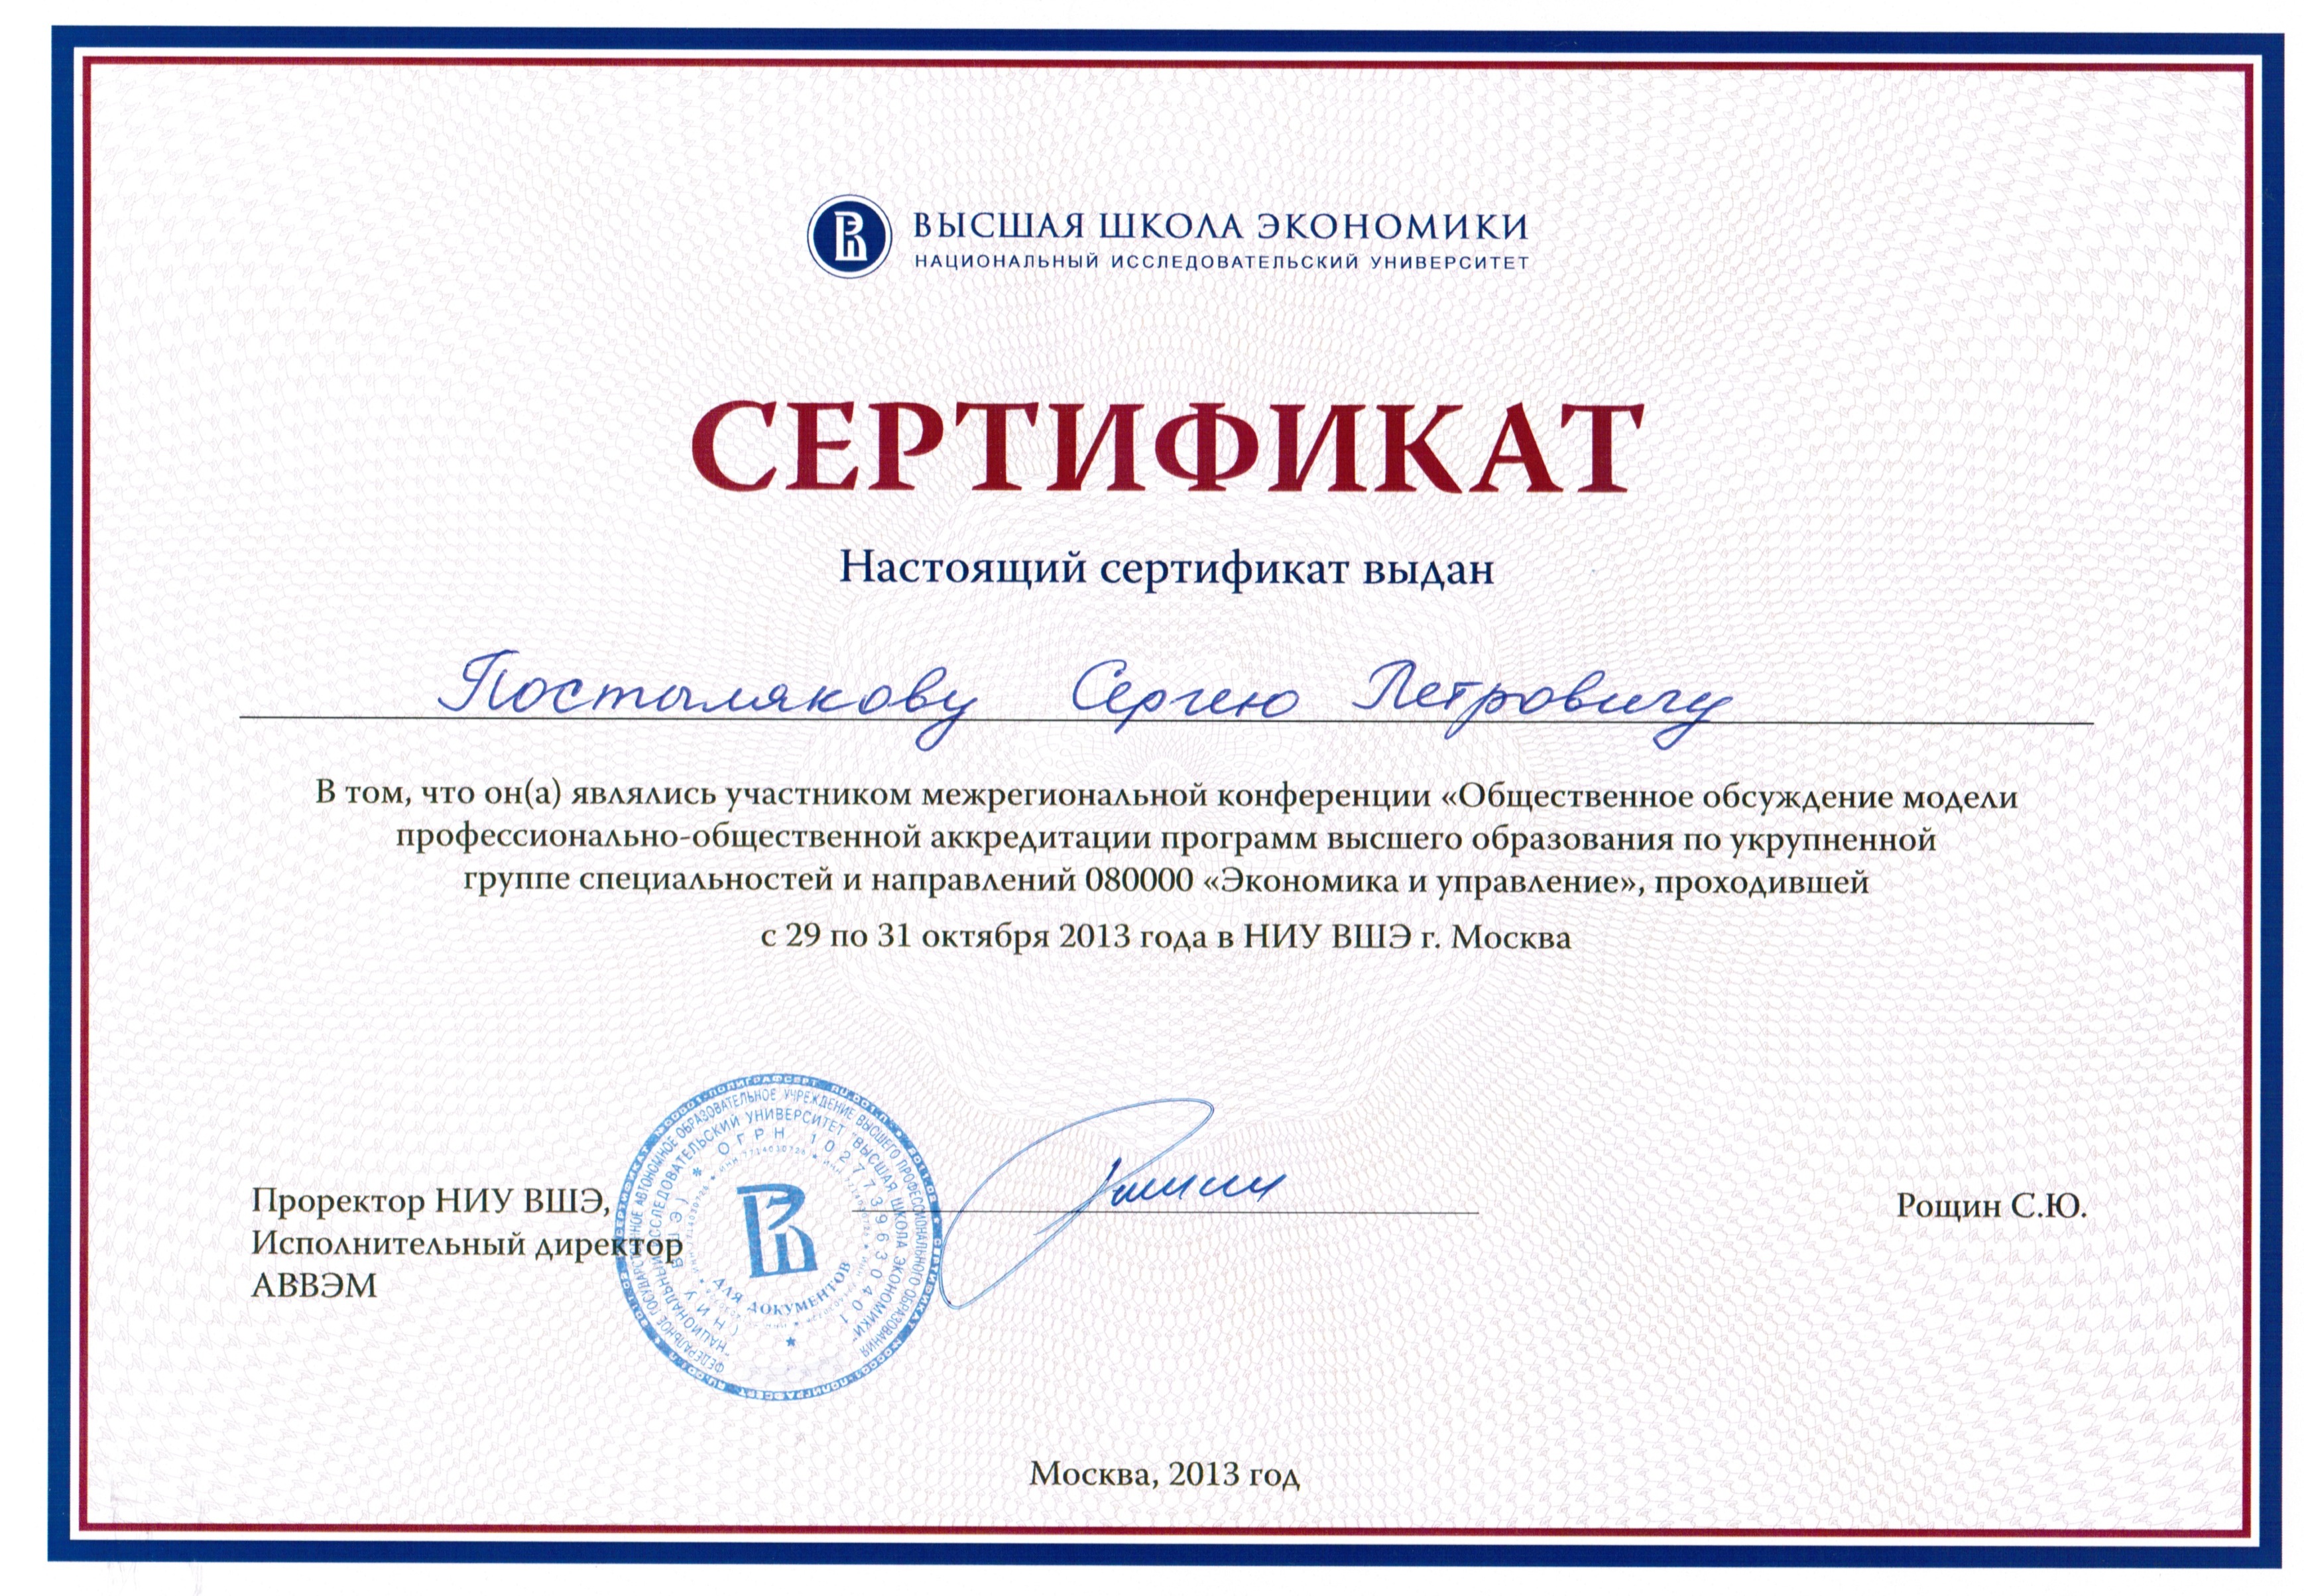 ВЫСШАЯ ШКОЛА ЭКОНОМИКИ
НАЦИОНАЛЬНЫЙ ИССЛЕДОВАТЕЛЬСКИЙ УНИВЕРСИТЕТ
СЕРТИФИКАТ
Настоящий сертификат выдан
Постылякову Сергею Петровичу
В том, что он(а) являлись участником межрегиональной конференции «Общественное обсуждение модели
профессионально-общественной аккредитации программ высшего образования по укрупненной
группе специальностей и направлений 080000 «Экономика и управление», проходившей
с 29 по 31 октября 2013 года в НИУ ВШЭ г. Москва
Проректор НИУ ВШЭ,
Исполнительный директор
АВВЭМ
Рощин С.Ю.
ФЕДЕРАЛЬНОЕ ГОСУДАРСТВЕННОЕ АВТОНОМНОЕ ОБРАЗОВАТЕЛЬНОЕ УЧРЕЖДЕНИЕ ВЫСШЕГО ПРОФЕССИОНАЛЬНОГО ОБРАЗОВАНИЯ
"НАЦИОНАЛЬНЫЙ ИССЛЕДОВАТЕЛЬСКИЙ УНИВЕРСИТЕТ "ВЫСШАЯ ШКОЛА ЭКОНОМИКИ"
(НИУ ВШЭ) * ОГРН 1027739630401
ДЛЯ ДОКУМЕНТОВ
Москва, 2013 год